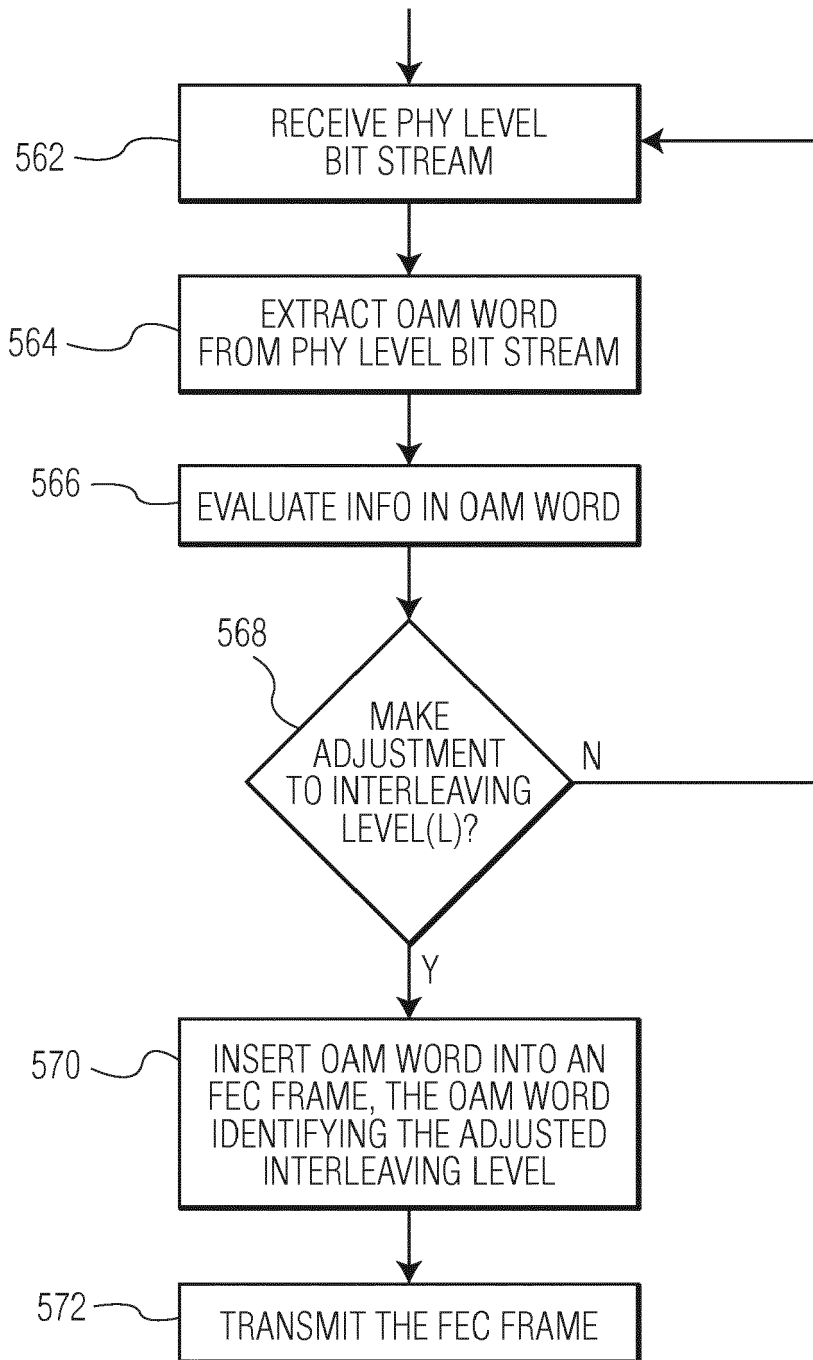 562
RECEIVE PHY LEVEL
BIT STREAM
564
EXTRACT OAM WORD
FROM PHY LEVEL BIT STREAM
566
EVALUATE INFO IN OAM WORD
568
MAKE
ADJUSTMENT
TO INTERLEAVING
LEVEL(L)?
N
Y
570
INSERT OAM WORD INTO AN
FEC FRAME, THE OAM WORD
IDENTIFYING THE ADJUSTED
INTERLEAVING LEVEL
572
TRANSMIT THE FEC FRAME